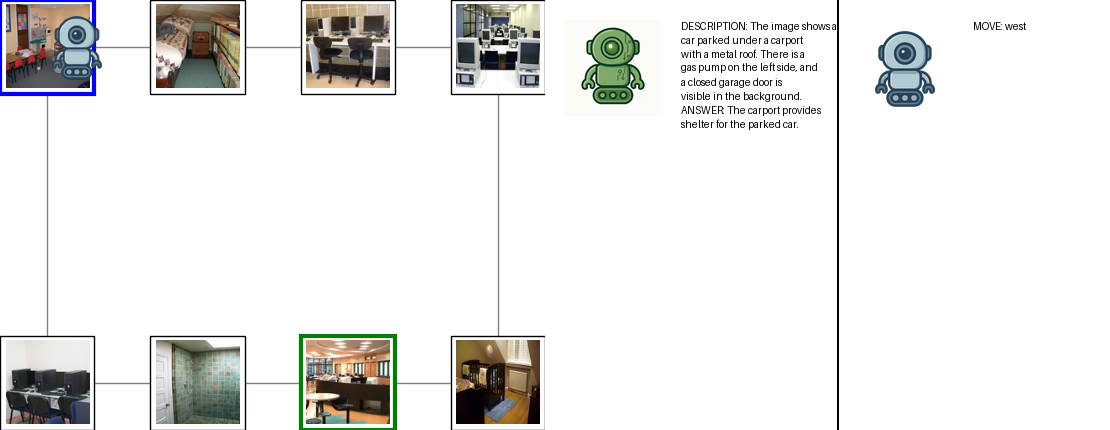 DESCRIPTION: The image shows a
car parked under a carport
with a metal roof. There is a
gas pump on the left side, and
a closed garage door is
visible in the background.
ANSWER: The carport provides
shelter for the parked car.
MOVE: west